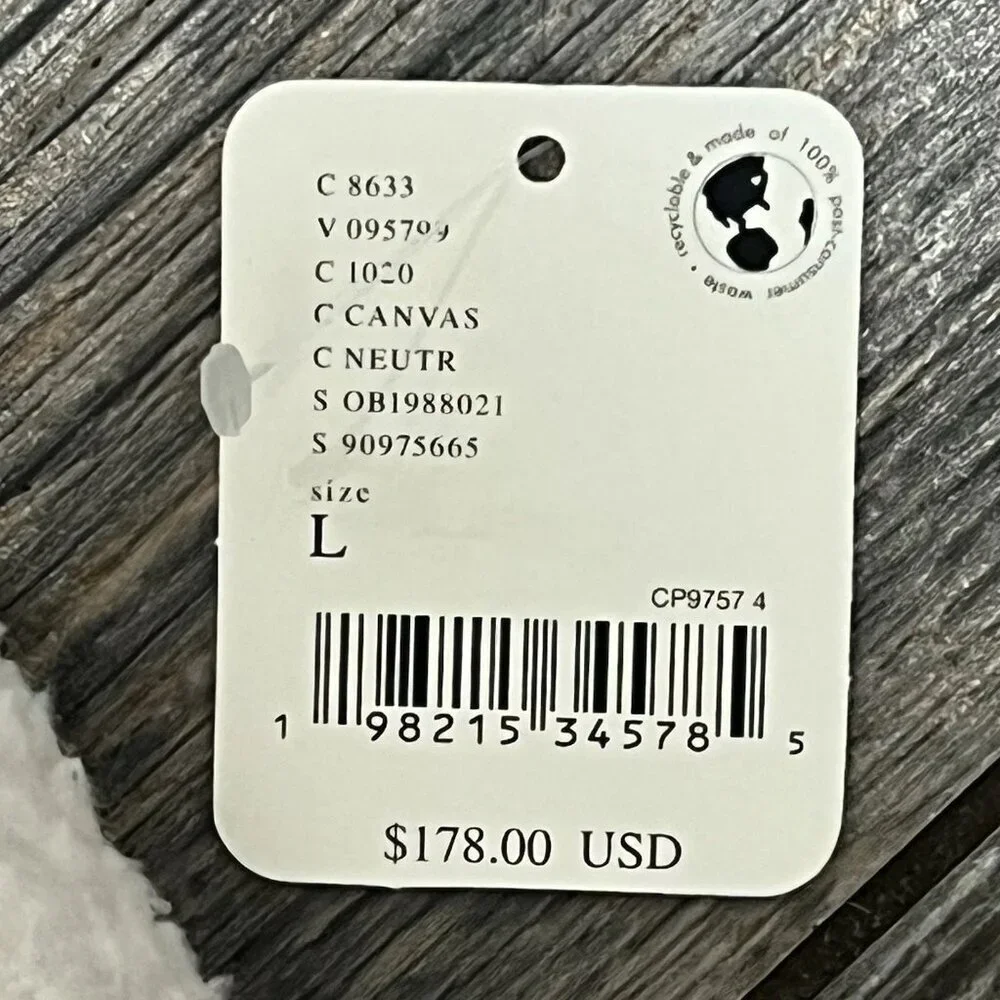 recyclable & made of 100% post-consumer waste •
C 8633
V 095799
C 1020
C CANVAS
C NEUTR
S OB1988021
S 90975665
size
L
CP9757 4
1 98215 34578 5
$178.00 USD